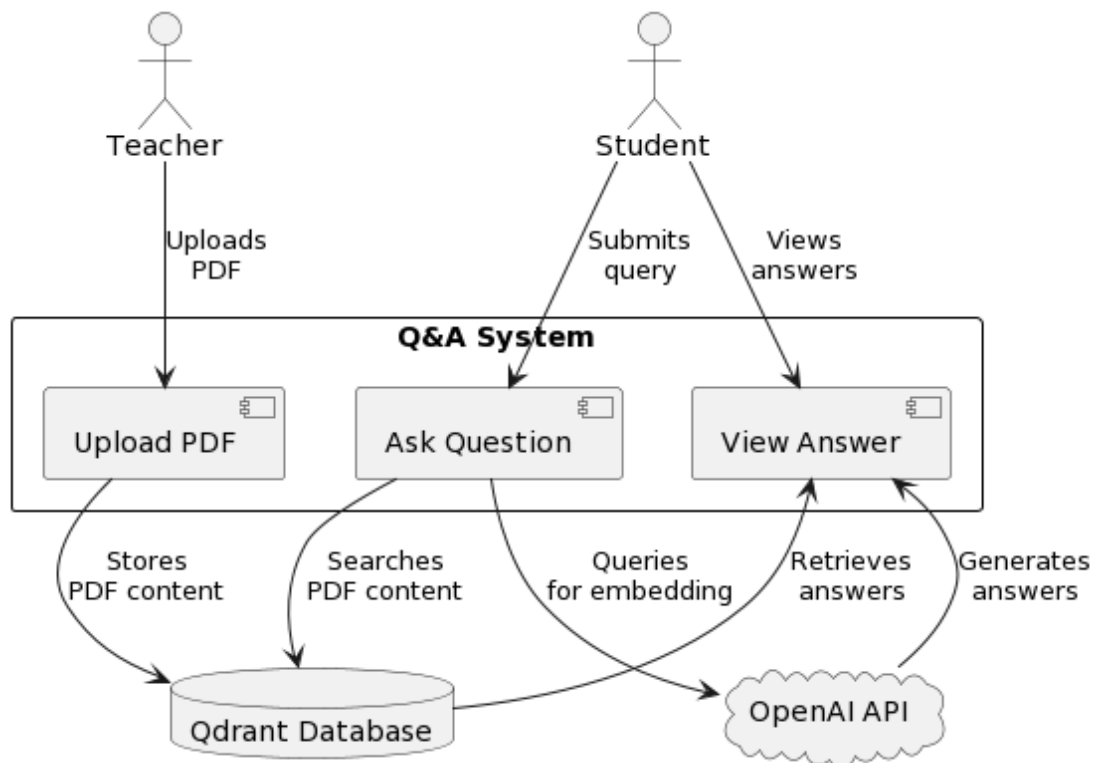 Teacher
Student
Uploads
PDF
Submits
query
Views
answers
Q&A System
Upload PDF
Ask Question
View Answer
Stores
PDF content
Searches
PDF content
Queries
for embedding
Retrieves
answers
Generates
answers
Qdrant Database
OpenAI API